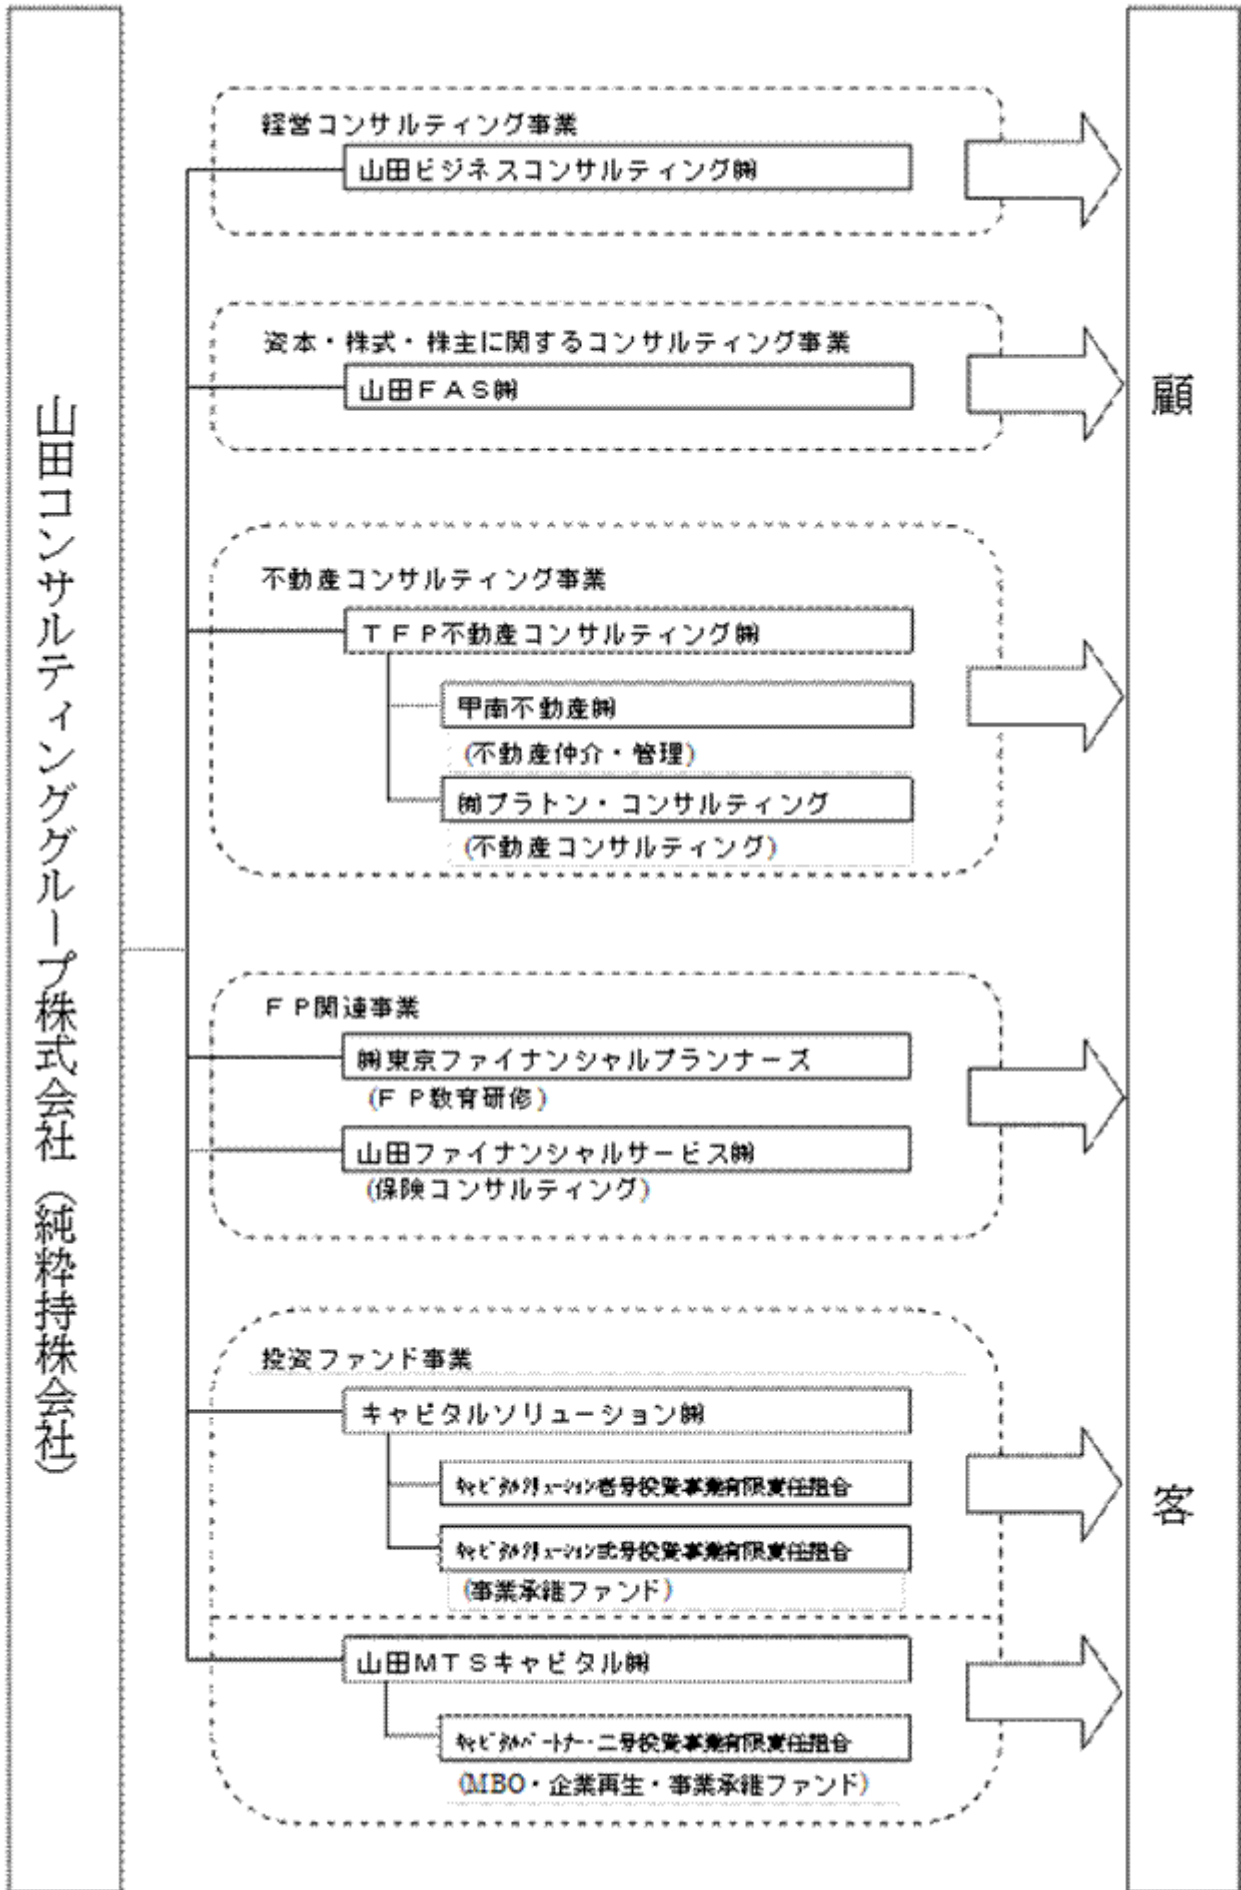 山田コンサルティンググループ株式会社（純粋持株会社）
経営コンサルティング事業
山田ビジネスコンサルティング㈱
資本・株式・株主に関するコンサルティング事業
山田ＦＡＳ㈱
不動産コンサルティング事業
ＴＦＰ不動産コンサルティング㈱
甲南不動産㈱
(不動産仲介・管理)
㈲プラトン・コンサルティング
(不動産コンサルティング)
ＦＰ関連事業
㈱東京ファイナンシャルプランナーズ
(ＦＰ教育研修)
山田ファイナンシャルサービス㈱
(保険コンサルティング)
投資ファンド事業
キャピタルソリューション㈱
ｷｬﾋﾟﾀﾙｿﾘｭｰｼｮﾝ壱号投資事業有限責任組合
ｷｬﾋﾟﾀﾙｿﾘｭｰｼｮﾝ弐号投資事業有限責任組合
(事業承継ファンド)
山田ＭＴＳキャピタル㈱
ｷｬﾋﾟﾀﾙﾊﾟｰﾄﾅｰ･二号投資事業有限責任組合
(MBO・企業再生・事業承継ファンド)
顧客